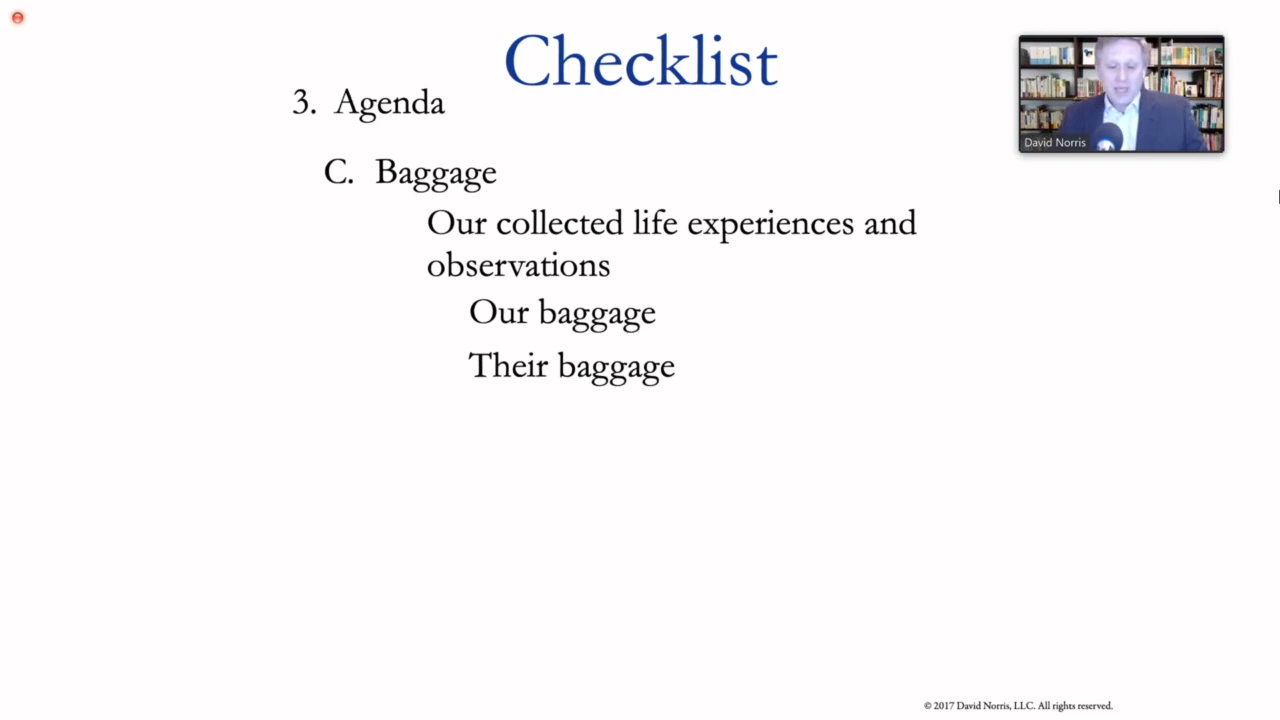 Checklist
3. Agenda
C. Baggage
Our collected life experiences and
observations
Our baggage
Their baggage
David Norris
© 2017 David Norris, LLC. All rights reserved.